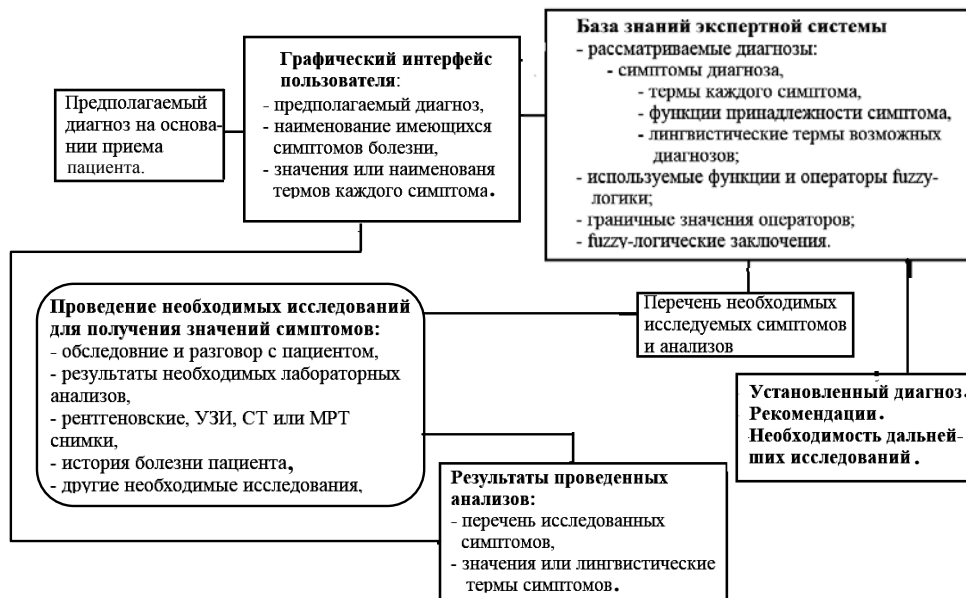 Предполагаемый
диагноз на основа-
нии приема
пациента.
Графический интерфейс
пользователя:
- предполагаемый диагноз,
- наименование имеющихся
симптомов болезни,
- значения или наименованя
термов каждого симптома.
База знаний экспертной системы
- рассматриваемые диагнозы:
- симптомы диагноза,
- термы каждого симптома,
- функции принадлежности симптома,
- лингвистические термы возможных
диагнозов;
- используемые функции и операторы fuzzy-
логики;
- граничные значения операторов;
- fuzzy-логические заключения.
Проведение необходимых исследований
для получения значений симптомов:
- обследовние и разговор с пациентом,
- результаты необходимых лабораторных
анализов,
- рентгеновские, УЗИ, СТ или МРТ
снимки,
- история болезни пациента,
- другие необходимые исследования,
Перечень необходимых
исследуемых симптомов
и анализов
Установленный диагноз.
Рекомендации.
Необходимость дальней-
ших исследований.
Результаты проведенных
анализов:
- перечень исследованных
симптомов,
- значения или лингвистические
термы симптомов.